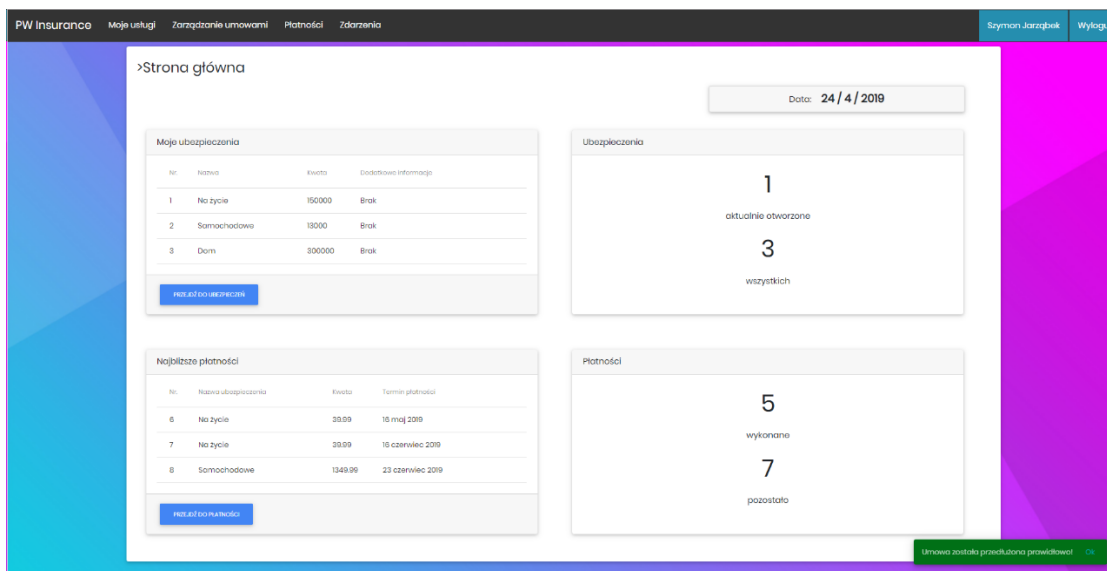 PW Insurance Moje usługi Zarządzanie umowami Płatności Zdarzenia Szymon Jarząbek Wylogu
>Strona główna
Data: 24 / 4 / 2019
Moje ubezpieczenia
Nr. Nazwa Kwota Dodatkowe informacje
1 Na życie 150000 Brak
2 Samochodowe 13000 Brak
3 Dom 300000 Brak
PRZEJDŹ DO UBEZPIECZEŃ
Ubezpieczenia
1
aktualnie otworzone
3
wszystkich
Najbliższe płatności
Nr. Nazwa ubezpieczenia Kwota Termin płatności
6 Na życie 39.99 16 maj 2019
7 Na życie 39.99 16 czerwiec 2019
8 Samochodowe 1349.99 23 czerwiec 2019
PRZEJDŹ DO PŁATNOŚCI
Płatności
5
wykonane
7
pozostało
Umowa została przedłużona prawidłowo! Ok